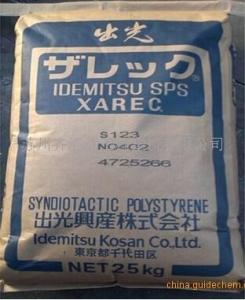 出光
ザレック®
IDEMITSU SPS
XAREC
S123
NC402
4725266
SYNDIOTACTIC POLYSTYRENE
出光興産株式会社
Idemitsu Kosan Co.,Ltd.
東京都千代田区
NET25kg
china.guidechem.com